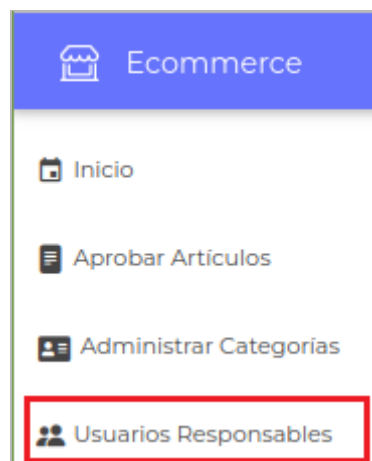 Ecommerce
Inicio
Aprobar Artículos
Administrar Categorías
Usuarios Responsables